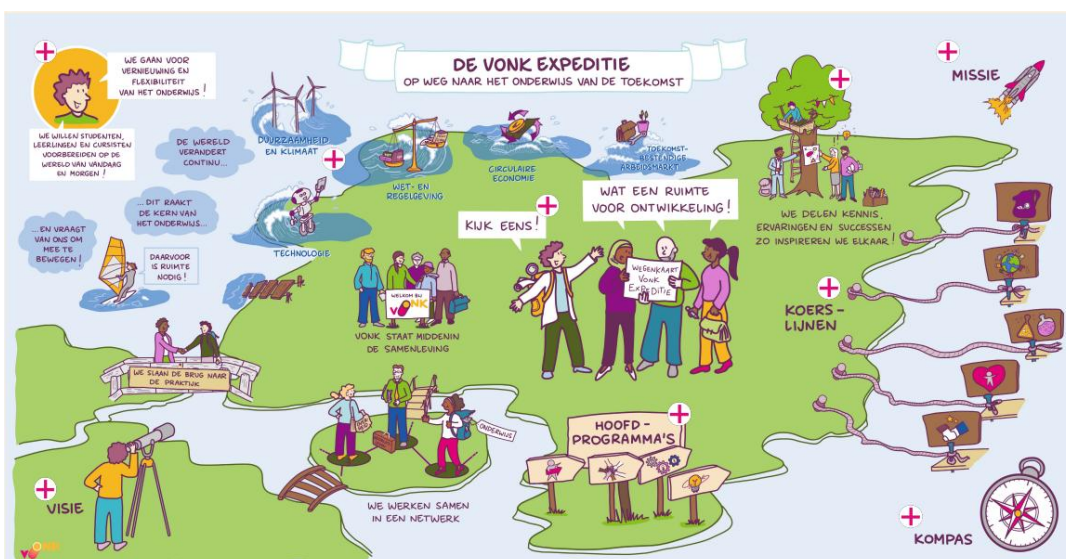 DE VONK EXPEDITIE
OP WEG NAAR HET ONDERWIJS VAN DE TOEKOMST
WE GAAN VOOR
VERNIEUWING EN
FLEXIBILITEIT
VAN HET ONDERWIJS!
WE WILLEN STUDENTEN,
LEERLINGEN EN CURSISTEN
VOORBEREIDEN OP DE
WERELD VAN VANDAAG
EN MORGEN!
DE WERELD
VERANDERT
CONTINU...
...DIT RAAKT
DE KERN VAN
HET ONDERWIJS...
...EN VRAAGT
VAN ONS OM
MEE TE
BEWEGEN!
DAARVOOR
IS RUIMTE
NODIG!
DUURZAAMHEID
EN KLIMAAT
WET- EN
REGELGEVING
CIRCULAIRE
ECONOMIE
TOEKOMST-
BESTENDIGE
ARBEIDSMARKT
TECHNOLOGIE
MISSIE
KIJK EENS!
WAT EEN RUIMTE
VOOR ONTWIKKELING!
WEGENKAART
VONK
EXPEDITIE
WE DELEN KENNIS,
ERVARINGEN EN SUCCESSEN
ZO INSPIREREN WE ELKAAR!
WELKOM BIJ
VONK
VONK STAAT MIDDENIN
DE SAMENLEVING
KOERS-
LIJNEN
WE SLAAN DE BRUG NAAR
DE PRAKTIJK
ONDERWIJS
WE WERKEN SAMEN
IN EEN NETWERK
HOOFD-
PROGRAMMA'S
VISIE
KOMPAS
VONK